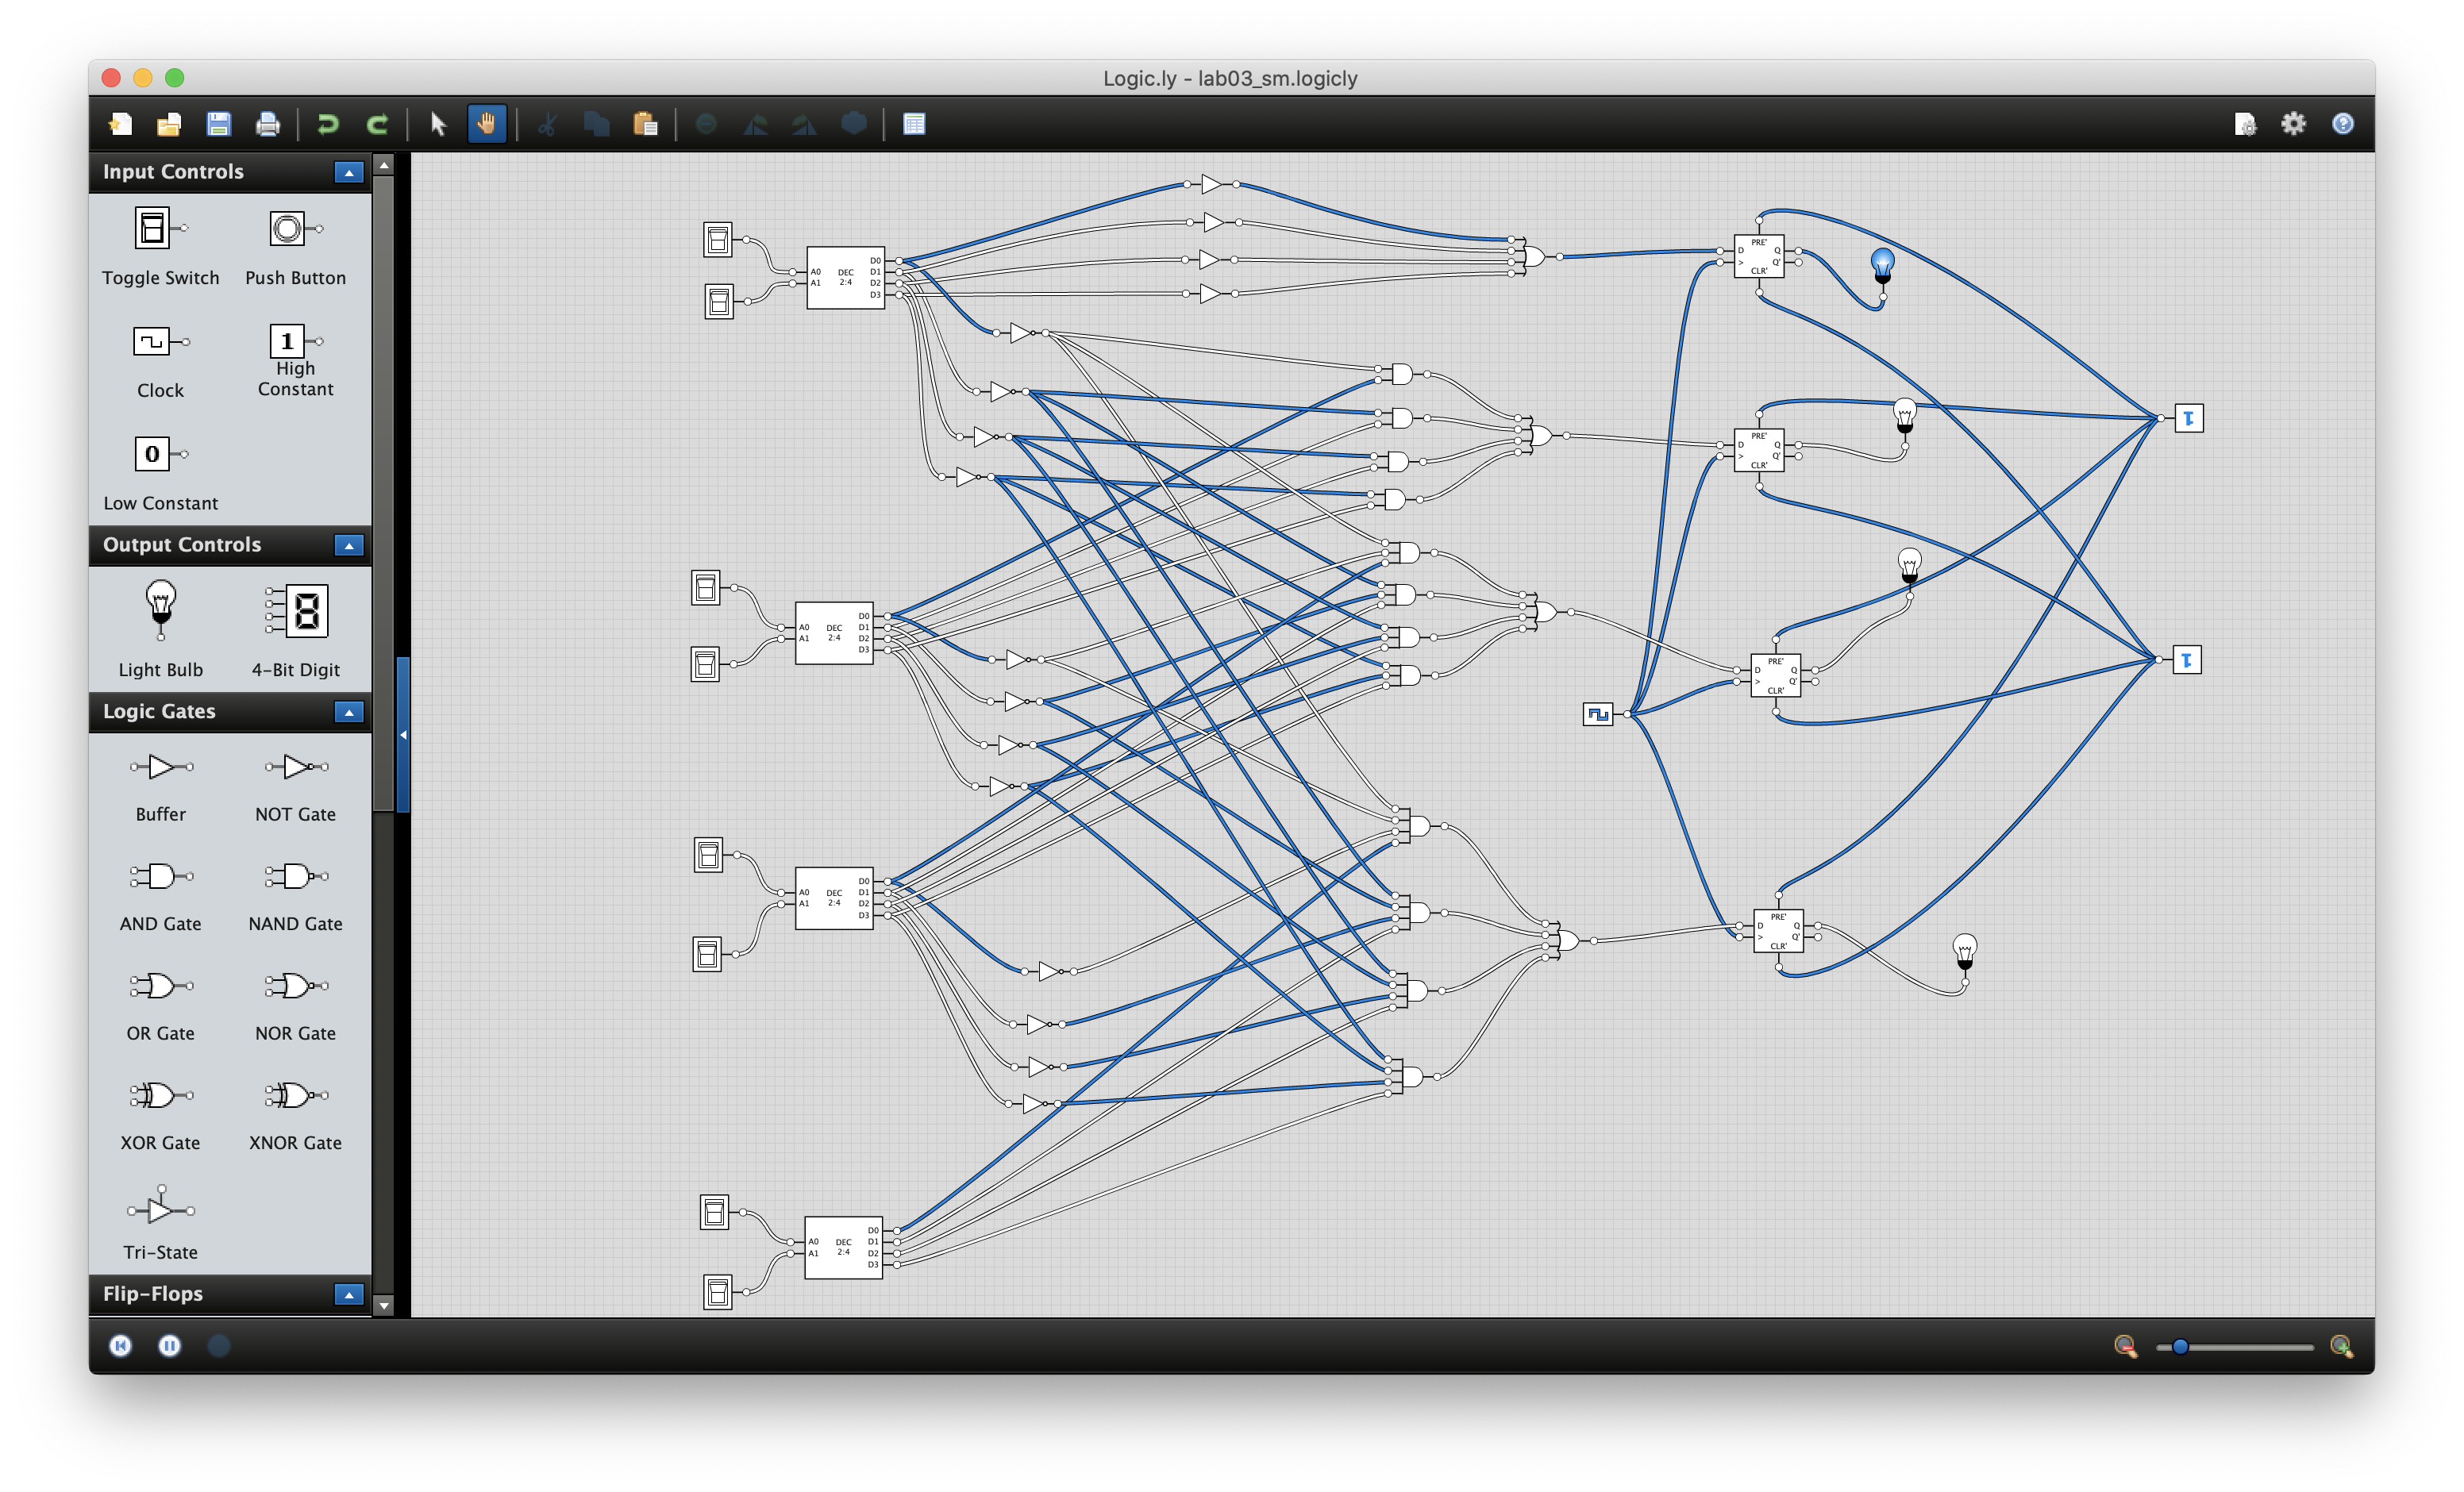 Logic.ly - lab03_sm.logicly
Input Controls
Toggle Switch
Push Button
Clock
1
High
Constant
0
Low Constant
Output Controls
Light Bulb
8
4-Bit Digit
Logic Gates
Buffer
NOT Gate
AND Gate
NAND Gate
OR Gate
NOR Gate
XOR Gate
XNOR Gate
Tri-State
Flip-Flops
A0
A1
DEC
2:4
D0
D1
D2
D3
A0
A1
DEC
2:4
D0
D1
D2
D3
A0
A1
DEC
2:4
D0
D1
D2
D3
A0
A1
DEC
2:4
D0
D1
D2
D3
PRE'
D
>
Q
Q'
CLR'
PRE'
D
>
Q
Q'
CLR'
PRE'
D
>
Q
Q'
CLR'
PRE'
D
>
Q
Q'
CLR'
1
1